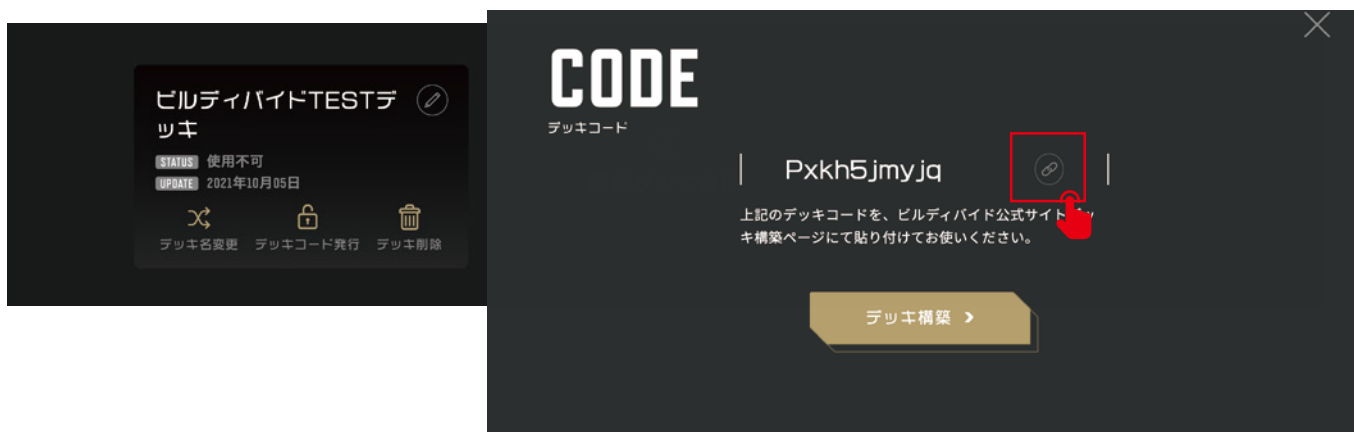 ビルディバイドTESTデ
ッキ
STATUS 使用不可
UPDATE 2021年10月05日
デッキ名変更 デッキコード発行 デッキ削除
CODE
デッキコード
Pxkh5jmyjq
上記のデッキコードを、ビルディバイド公式サイト ッ
キ構築ページにて貼り付けてお使いください。
デッキ構築